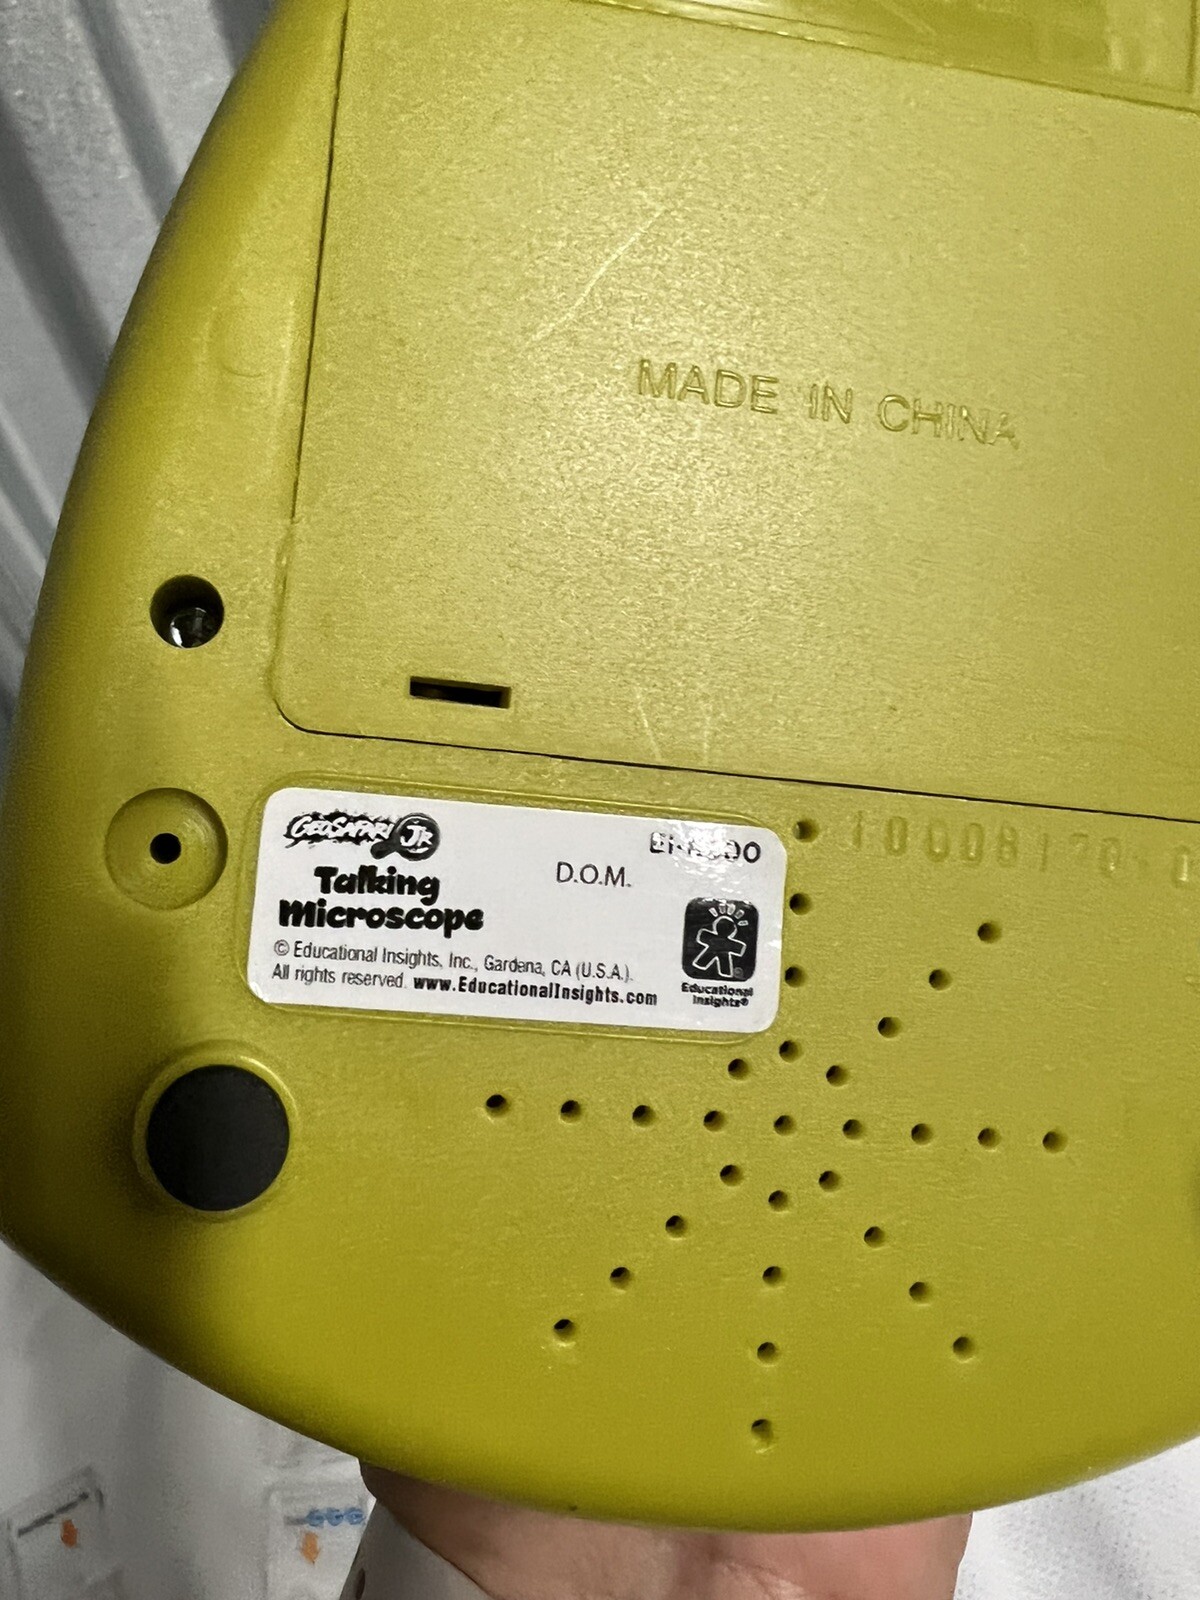 MADE IN CHINA
GEOSAFARI JR
Talking
Microscope
D.O.M.
© Educational Insights, Inc., Gardena, CA (U.S.A.).
All rights reserved. www.EducationalInsights.com
Educational
Insights®